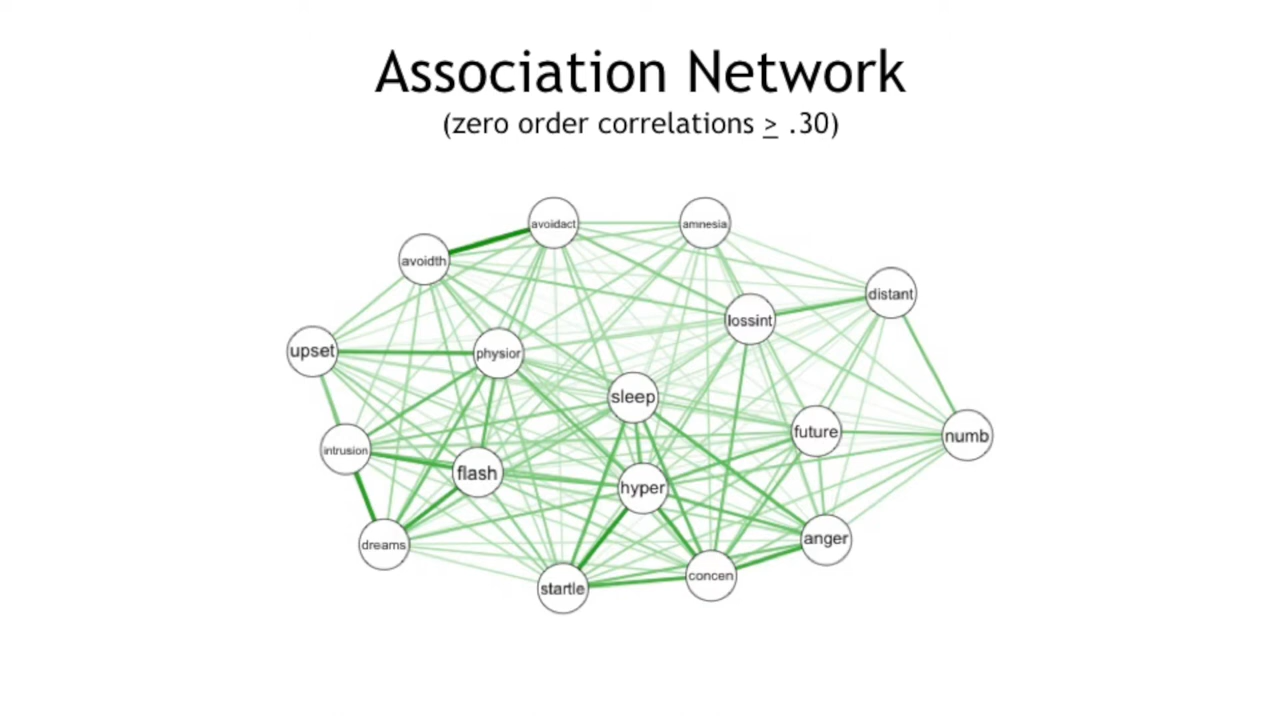 Association Network
(zero order correlations ≥ .30)
avoidact
amnesia
avoidth
distant
lossint
upset
physior
sleep
future
numb
intrusion
flash
hyper
dreams
anger
startle
concen